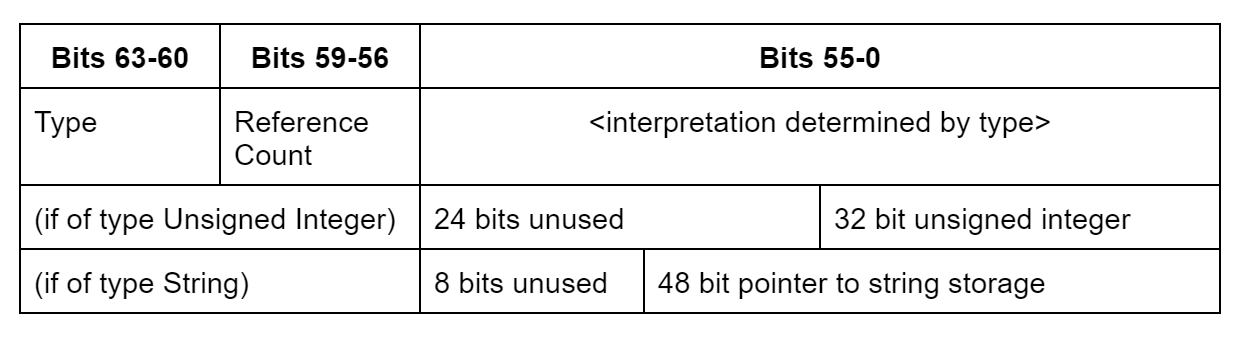 Bits 63-60
Bits 59-56
Bits 55-0
Type
Reference
Count
<interpretation determined by type>
(if of type Unsigned Integer)
24 bits unused
32 bit unsigned integer
(if of type String)
8 bits unused
48 bit pointer to string storage